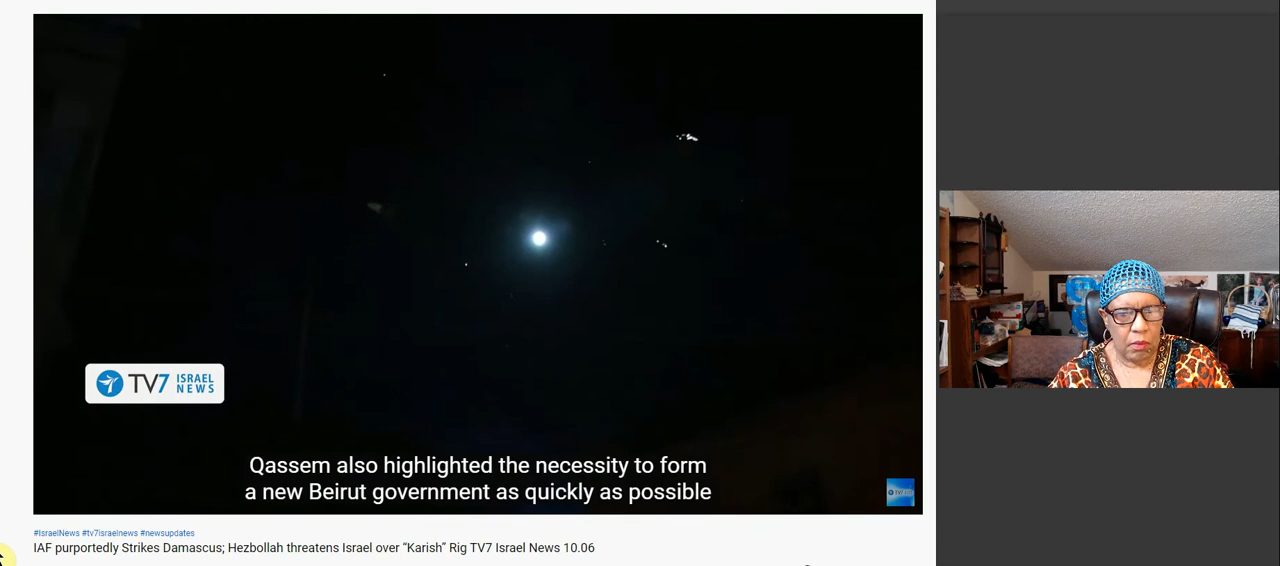 TV7 ISRAEL
NEWS
Qassem also highlighted the necessity to form
a new Beirut government as quickly as possible
#IsraelNews #tv7israelnews #newsupdates
IAF purportedly Strikes Damascus; Hezbollah threatens Israel over “Karish” Rig TV7 Israel News 10.06